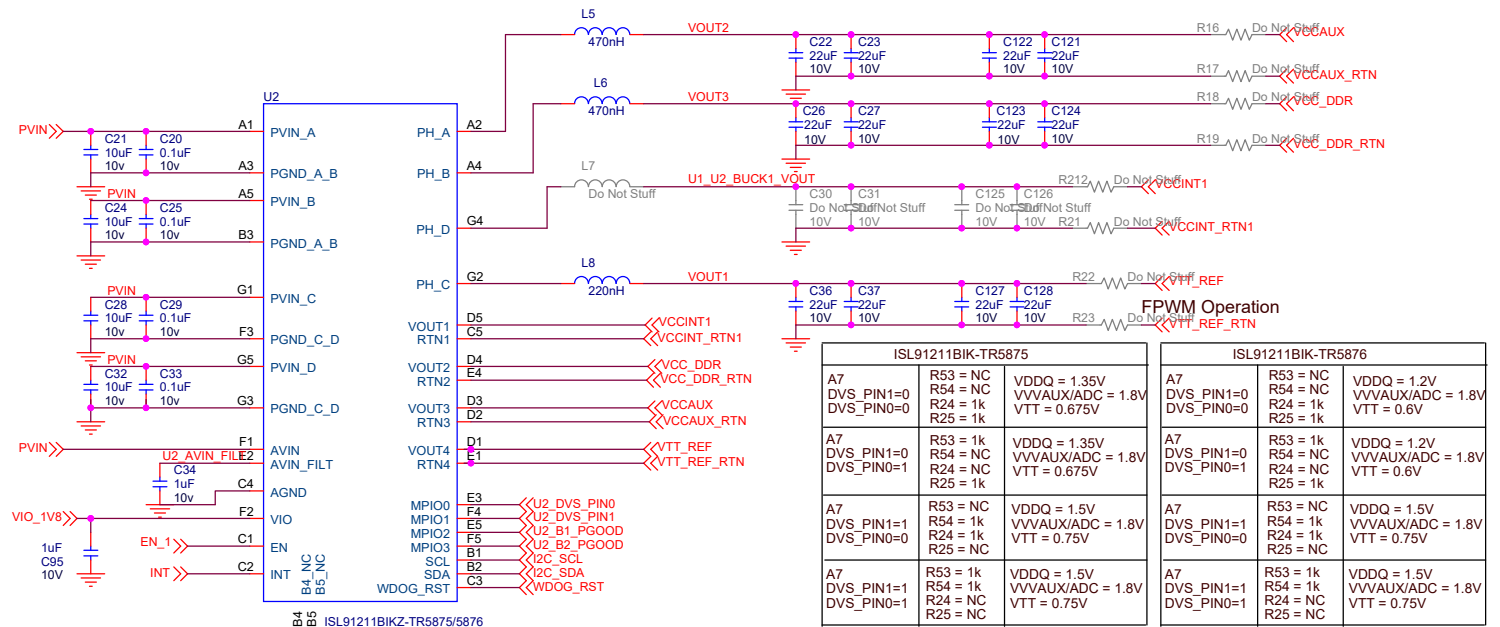 L5
470nH
VOUT2
C22
22uF
10V
C23
22uF
10V
C122
22uF
10V
C121
22uF
10V
R16
Do Not Stuff
VCCAUX
R17
Do Not Stuff
VCCAUX_RTN
L6
470nH
VOUT3
C26
22uF
10V
C27
22uF
10V
C123
22uF
10V
C124
22uF
10V
R18
Do Not Stuff
VCC_DDR
R19
Do Not Stuff
VCC_DDR_RTN
L7
Do Not Stuff
U1_U2_BUCK1_VOUT
C30
Do Not Stuff
10V
C31
Do Not Stuff
10V
C125
Do Not Stuff
10V
C126
Do Not Stuff
10V
R212
Do Not Stuff
VCCINT1
R21
Do Not Stuff
VCCINT_RTN1
L8
220nH
VOUT1
C36
22uF
10V
C37
22uF
10V
C127
22uF
10V
C128
22uF
10V
R22
Do Not Stuff
VTT_REF
FPWM Operation
R23
Do Not Stuff
VTT_REF_RTN
U2
PVIN
C21
10uF
10v
C20
0.1uF
10v
A1
PVIN_A
A3
PGND_A_B
PVIN
C24
10uF
10v
C25
0.1uF
10v
A5
PVIN_B
B3
PGND_A_B
PVIN
C28
10uF
10v
C29
0.1uF
10v
G1
PVIN_C
F3
PGND_C_D
PVIN
C32
10uF
10v
C33
0.1uF
10v
G5
PVIN_D
G3
PGND_C_D
PVIN
F1
AVIN
U2_AVIN_FILT
E2
AVIN_FILT
C34
1uF
10v
C4
AGND
VIO_1V8
F2
VIO
1uF
C95
10V
EN_1
C1
EN
INT
C2
INT
B4_NC
B5_NC
B4
B5
ISL91211BIKZ-TR5875/5876
PH_A
A2
PH_B
A4
PH_D
G4
PH_C
G2
VOUT1
D5
VCCINT1
RTN1
C5
VCCINT_RTN1
VOUT2
D4
VCC_DDR
RTN2
E4
VCC_DDR_RTN
VOUT3
D3
VCCAUX
RTN3
D2
VCCAUX_RTN
VOUT4
D1
VTT_REF
RTN4
E1
VTT_REF_RTN
MPIO0
E3
U2_DVS_PIN0
MPIO1
F4
U2_DVS_PIN1
MPIO2
E5
U2_B1_PGOOD
MPIO3
F5
U2_B2_PGOOD
SCL
B1
I2C_SCL
SDA
B2
I2C_SDA
WDOG_RST
C3
WDOG_RST
ISL91211BIK-TR5875
A7
DVS_PIN1=0
DVS_PIN0=0
R53 = NC
R54 = NC
R24 = 1k
R25 = 1k
VDDQ = 1.35V
VVVAUX/ADC = 1.8V
VTT = 0.675V
A7
DVS_PIN1=0
DVS_PIN0=1
R53 = 1k
R54 = NC
R24 = NC
R25 = 1k
VDDQ = 1.35V
VVVAUX/ADC = 1.8V
VTT = 0.675V
A7
DVS_PIN1=1
DVS_PIN0=0
R53 = NC
R54 = 1k
R24 = 1k
R25 = NC
VDDQ = 1.5V
VVVAUX/ADC = 1.8V
VTT = 0.75V
A7
DVS_PIN1=1
DVS_PIN0=1
R53 = 1k
R54 = 1k
R24 = NC
R25 = NC
VDDQ = 1.5V
VVVAUX/ADC = 1.8V
VTT = 0.75V
ISL91211BIK-TR5876
A7
DVS_PIN1=0
DVS_PIN0=0
R53 = NC
R54 = NC
R24 = 1k
R25 = 1k
VDDQ = 1.2V
VVVAUX/ADC = 1.8V
VTT = 0.6V
A7
DVS_PIN1=0
DVS_PIN0=1
R53 = 1k
R54 = NC
R24 = NC
R25 = 1k
VDDQ = 1.2V
VVVAUX/ADC = 1.8V
VTT = 0.6V
A7
DVS_PIN1=1
DVS_PIN0=0
R53 = NC
R54 = 1k
R24 = 1k
R25 = NC
VDDQ = 1.5V
VVVAUX/ADC = 1.8V
VTT = 0.75V
A7
DVS_PIN1=1
DVS_PIN0=1
R53 = 1k
R54 = 1k
R24 = NC
R25 = NC
VDDQ = 1.5V
VVVAUX/ADC = 1.8V
VTT = 0.75V